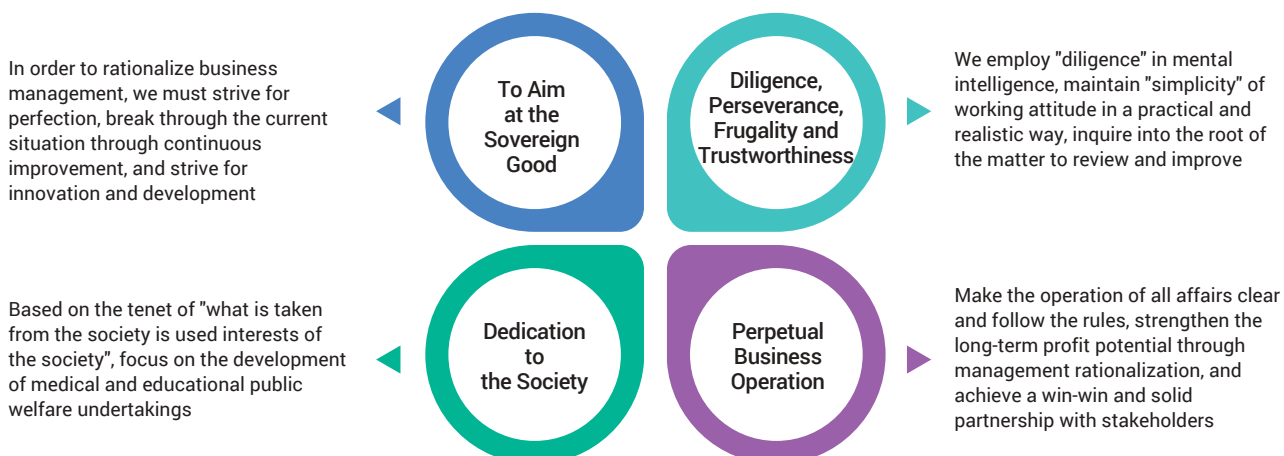 In order to rationalize business
management, we must strive for
perfection, break through the current
situation through continuous
improvement, and strive for
innovation and development
To Aim
at the
Sovereign
Good
Diligence,
Perseverance,
Frugality and
Trustworthiness
We employ "diligence" in mental
intelligence, maintain "simplicity" of
working attitude in a practical and
realistic way, inquire into the root of
the matter to review and improve
Based on the tenet of "what is taken
from the society is used interests of
the society", focus on the development
of medical and educational public
welfare undertakings
Dedication
to
the Society
Perpetual
Business
Operation
Make the operation of all affairs clear
and follow the rules, strengthen the
long-term profit potential through
management rationalization, and
achieve a win-win and solid
partnership with stakeholders